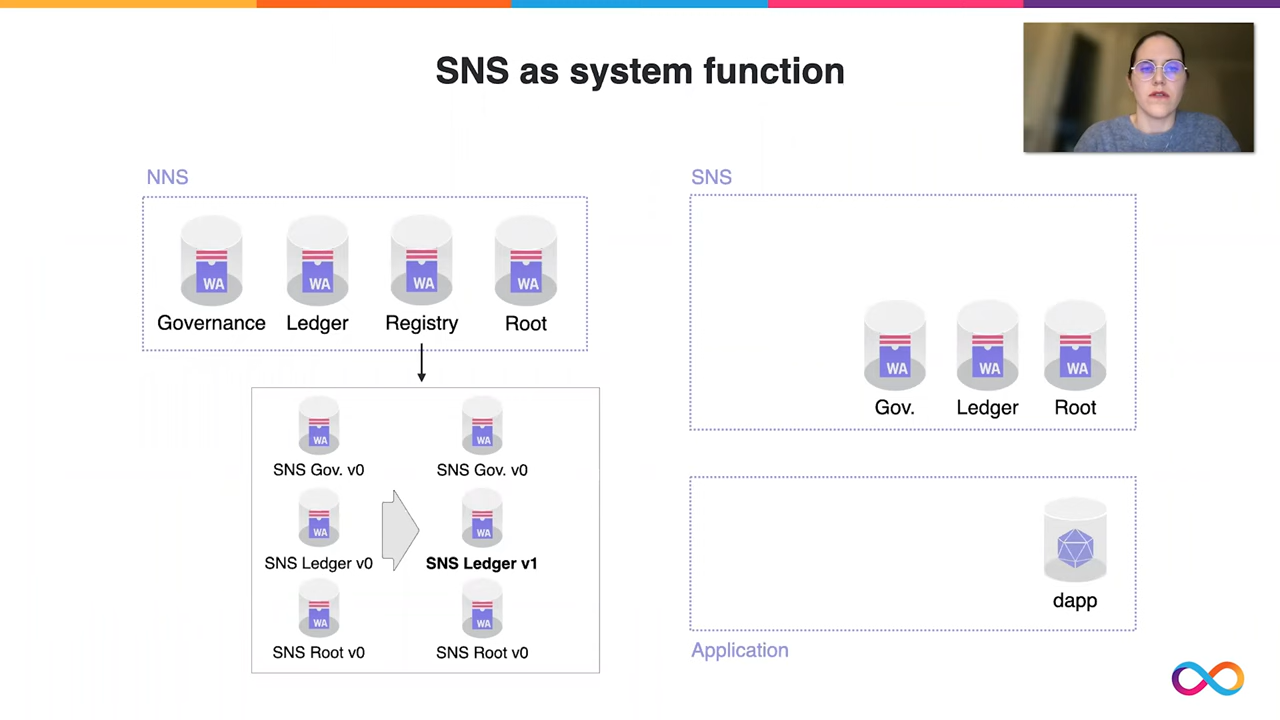 SNS as system function
NNS
WA
WA
WA
WA
Governance
Ledger
Registry
Root
WA
WA
SNS Gov. v0
SNS Gov. v0
WA
WA
SNS Ledger v0
SNS Ledger v1
WA
WA
SNS Root v0
SNS Root v0
SNS
WA
WA
WA
Gov.
Ledger
Root
dapp
Application